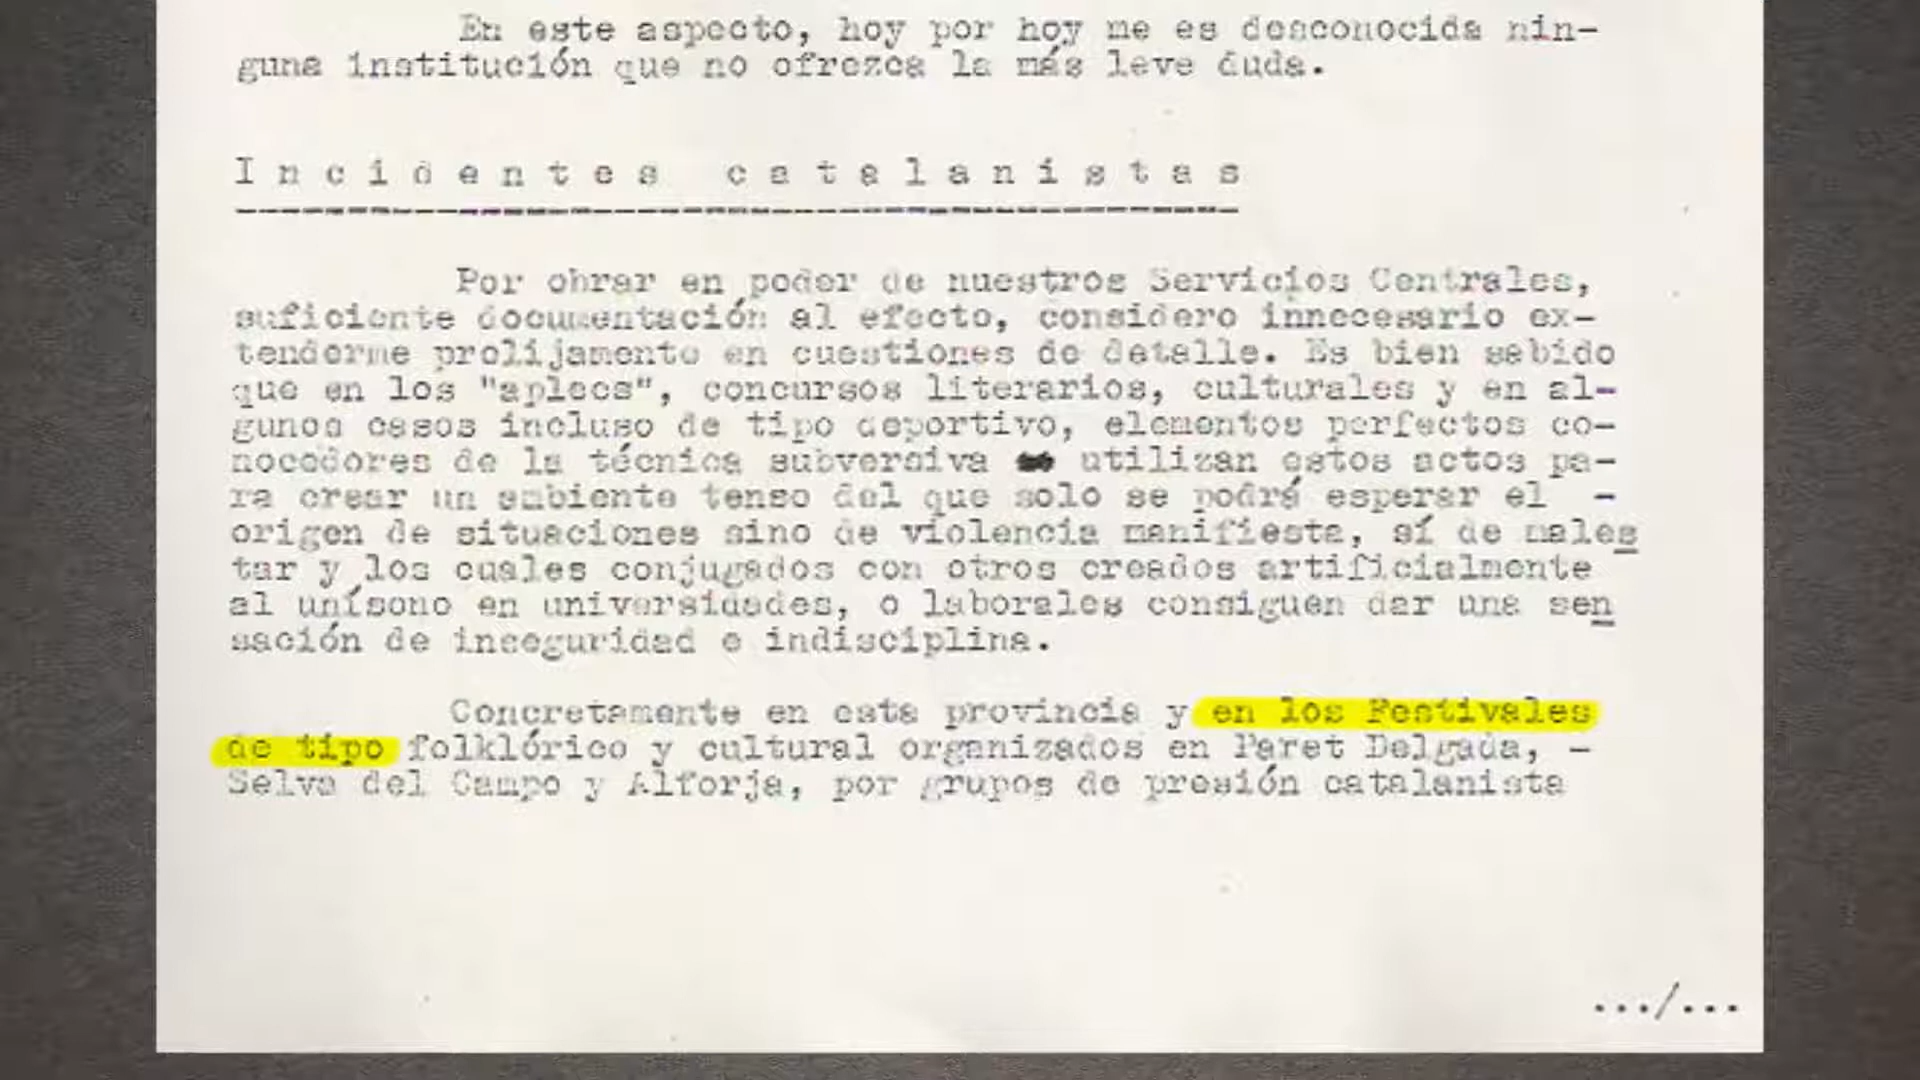 En este aspecto, hoy por hoy me es desconocida nin-
guna institución que no ofrezca la más leve duda.
Incidentes catalanistas
Por obrar en poder de nuestros Servicios Centrales,
suficiente documentación al efecto, considero innecesario ex-
tenderme prolijamente en cuestiones de detalle. Es bien sabido
que en los "aplecs", concursos literarios, culturales y en al-
gunos casos incluso de tipo deportivo, elementos perfectos co-
nocedores de la técnica subversiva utilizan estos actos pa-
ra crear un ambiente tenso del que solo se podrá esperar el -
origen de situaciones sino de violencia manifiesta, sí de males
tar y los cuales conjugados con otros creados artificialmente
al unísono en universidades, o laborales consiguen dar una sen
sación de inseguridad e indisciplina.
Concretamente en esta provincia y en los Festivales
de tipo folklórico y cultural organizados en Paret Delgada, -
Selva del Campo y Alforja, por grupos de presión catalanista
.../...